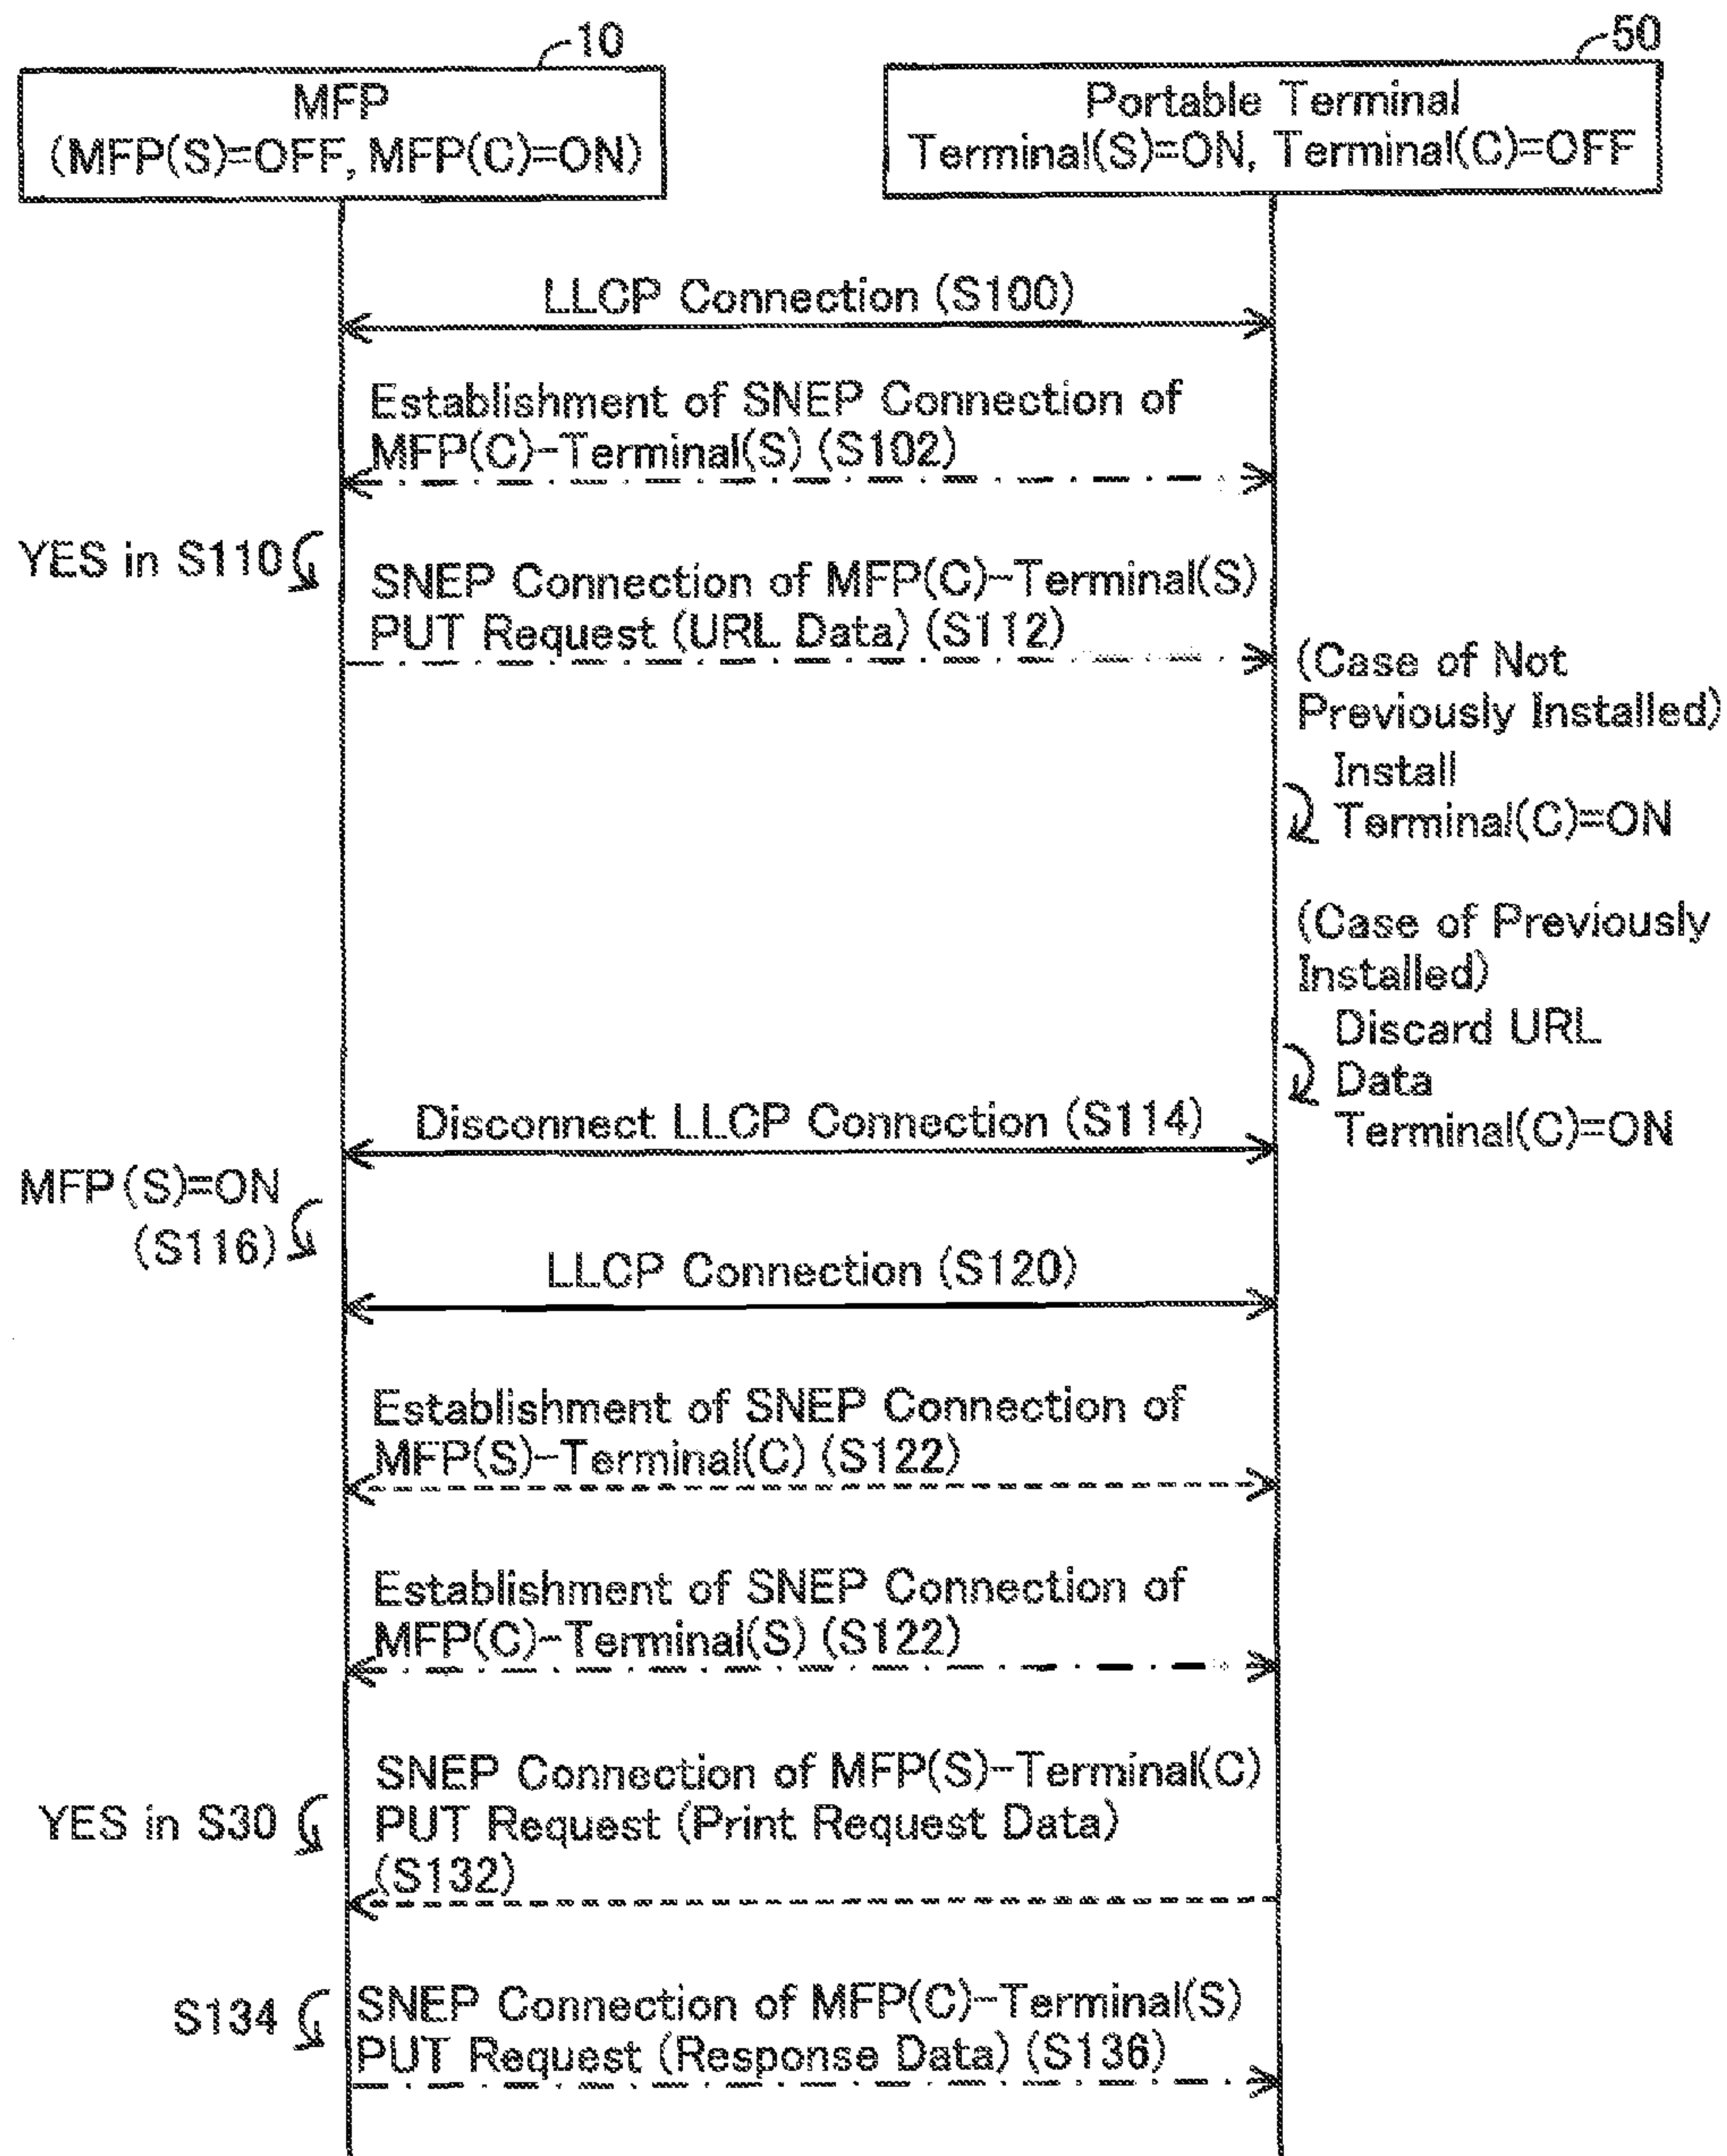 10
50
MFP
(MFP(S)=OFF, MFP(C)=ON)
Portable Terminal
Terminal(S)=ON, Terminal(C)=OFF
LLCP Connection (S100)
Establishment of SNEP Connection of
MFP(C)-Terminal(S) (S102)
YES in S110
SNEP Connection of MFP(C)-Terminal(S)
PUT Request (URL Data) (S112)
(Case of Not
Previously Installed)
Install
Terminal(C)=ON
(Case of Previously
Installed)
Discard URL
Data
Terminal(C)=ON
Disconnect LLCP Connection (S114)
MFP(S)=ON
(S116)
LLCP Connection (S120)
Establishment of SNEP Connection of
MFP(S)-Terminal(C) (S122)
Establishment of SNEP Connection of
MFP(C)-Terminal(S) (S122)
YES in S30
SNEP Connection of MFP(S)-Terminal(C)
PUT Request (Print Request Data)
(S132)
S134
SNEP Connection of MFP(C)-Terminal(S)
PUT Request (Response Data) (S136)